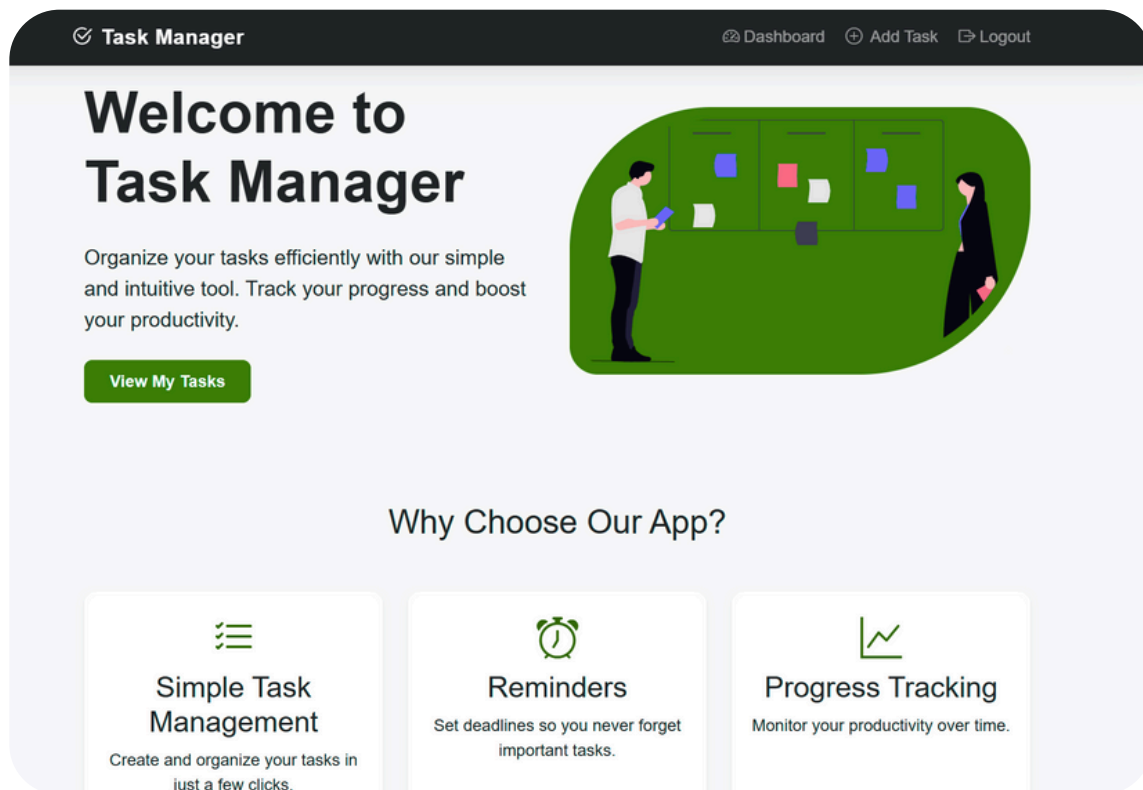 Task Manager
Dashboard
Add Task
Logout
Welcome to
Task Manager
Organize your tasks efficiently with our simple
and intuitive tool. Track your progress and boost
your productivity.
View My Tasks
Why Choose Our App?
Simple Task
Management
Create and organize your tasks in
just a few clicks.
Reminders
Set deadlines so you never forget
important tasks.
Progress Tracking
Monitor your productivity over time.